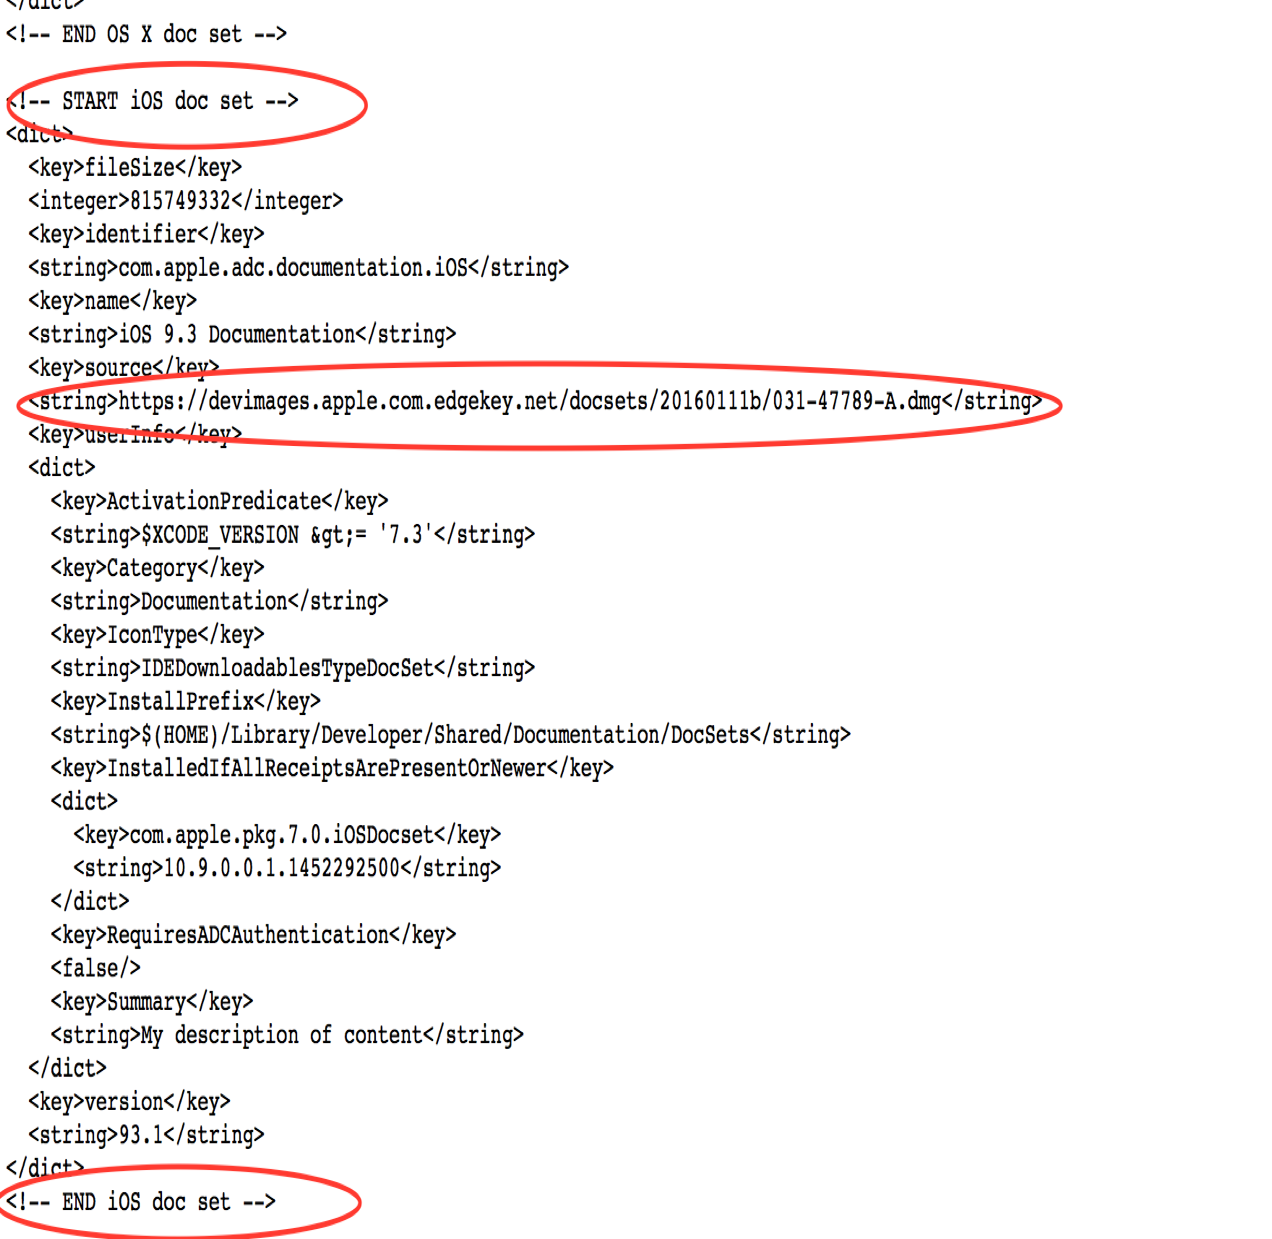 </dict>
<!-- END OS X doc set -->
<!-- START iOS doc set -->
<dict>
<key>fileSize</key>
<integer>815749332</integer>
<key>identifier</key>
<string>com.apple.adc.documentation.iOS</string>
<key>name</key>
<string>iOS 9.3 Documentation</string>
<key>source</key>
<string>https://devimages.apple.com.edgekey.net/docsets/20160111b/031-47789-A.dmg</string>
<key>userInfo</key>
<dict>
<key>ActivationPredicate</key>
<string>$XCODE_VERSION &gt;= '7.3'</string>
<key>Category</key>
<string>Documentation</string>
<key>IconType</key>
<string>IDEDownloadablesTypeDocSet</string>
<key>InstallPrefix</key>
<string>$(HOME)/Library/Developer/Shared/Documentation/DocSets</string>
<key>InstalledIfAllReceiptsArePresentOrNewer</key>
<dict>
<key>com.apple.pkg.7.0.iOSDocset</key>
<string>10.9.0.0.1.1452292500</string>
</dict>
<key>RequiresADCAuthentication</key>
<false/>
<key>Summary</key>
<string>My description of content</string>
</dict>
<key>version</key>
<string>93.1</string>
</dict>
<!-- END iOS doc set -->